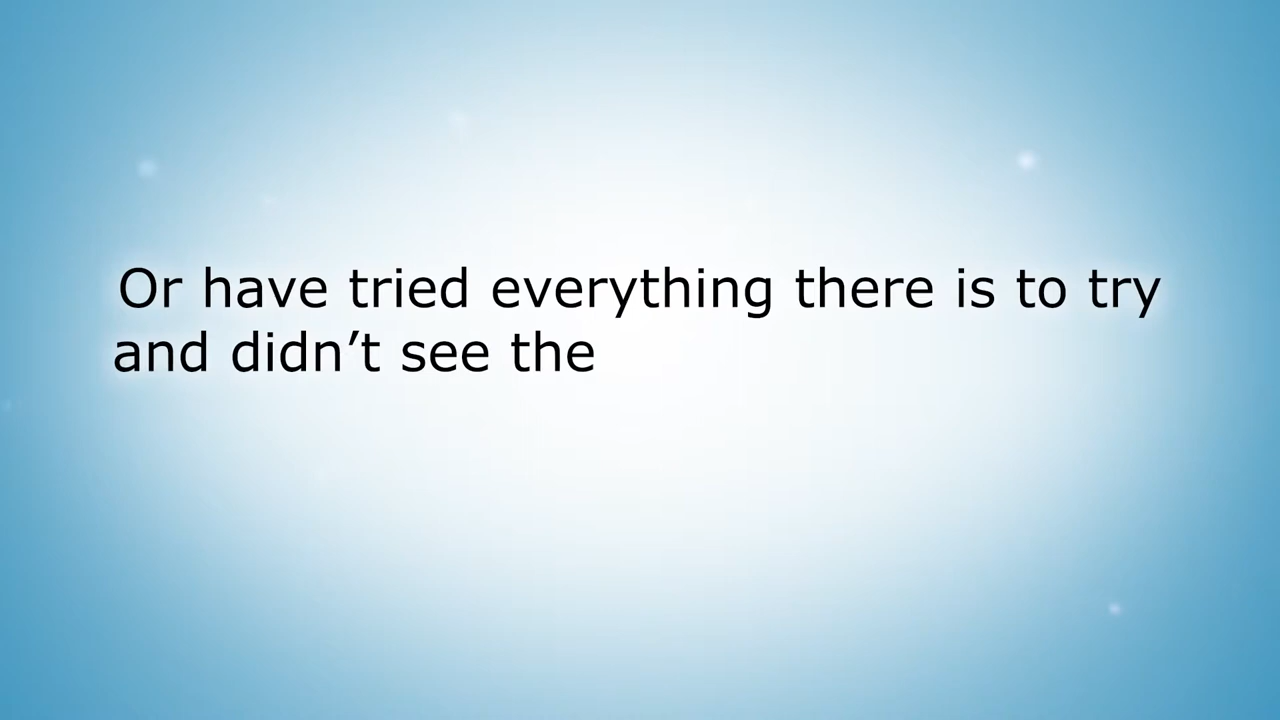 Or have tried everything there is to try
and didn’t see the